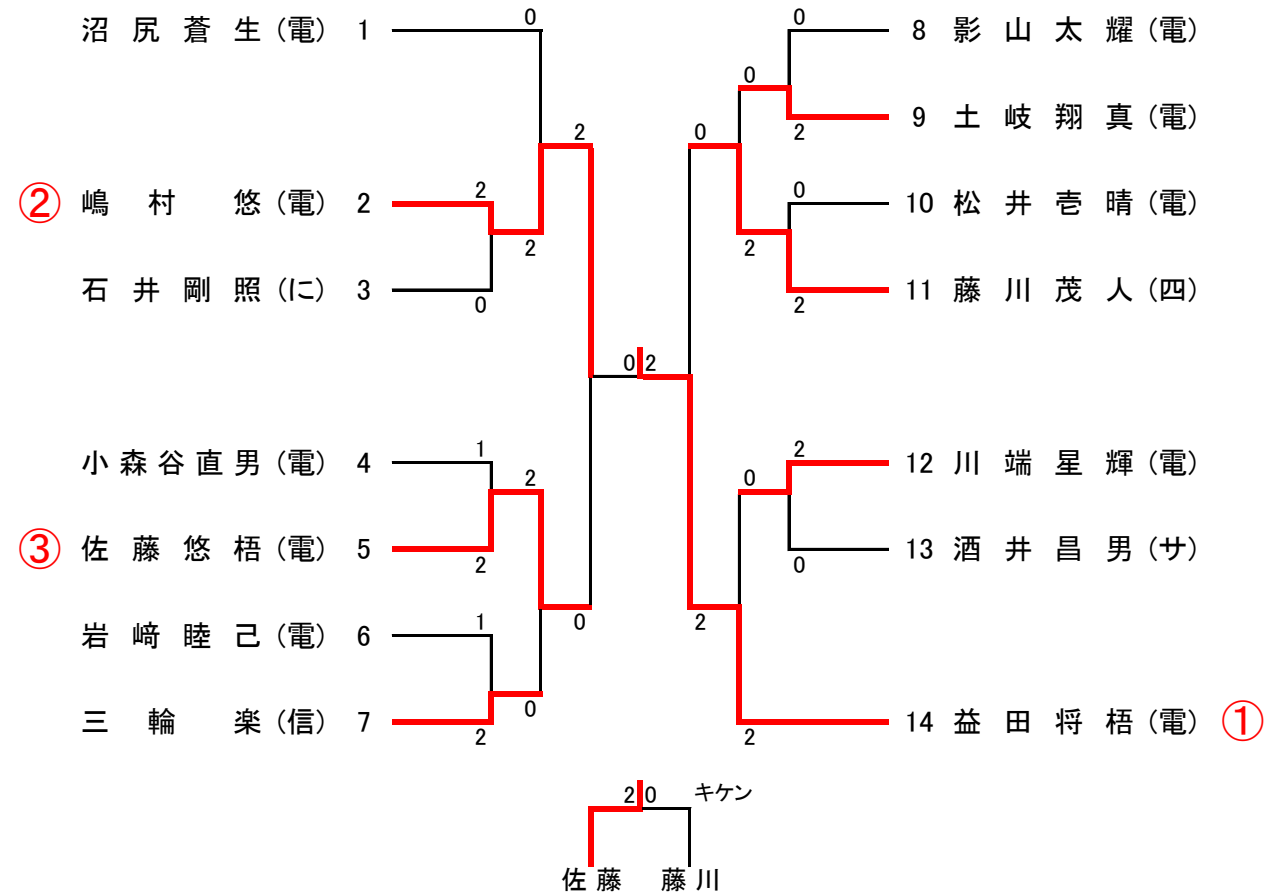 沼尻蒼生(電) 1 0
② 嶋村悠(電) 2 2
石井剛照(に) 3 0
2
2
小森谷直男(電) 4 1
③ 佐藤悠梧(電) 5 2
岩﨑睦己(電) 6 1
三輪楽(信) 7 2
2
0
0
0 2
0 8 影山太耀(電)
2 9 土岐翔真(電)
0 10 松井壱晴(電)
2 11 藤川茂人(四)
0
2
0
2 12 川端星輝(電)
0 13 酒井昌男(サ)
2 14 益田将梧(電) ①
0
2
2 0 キケン
佐藤 藤川